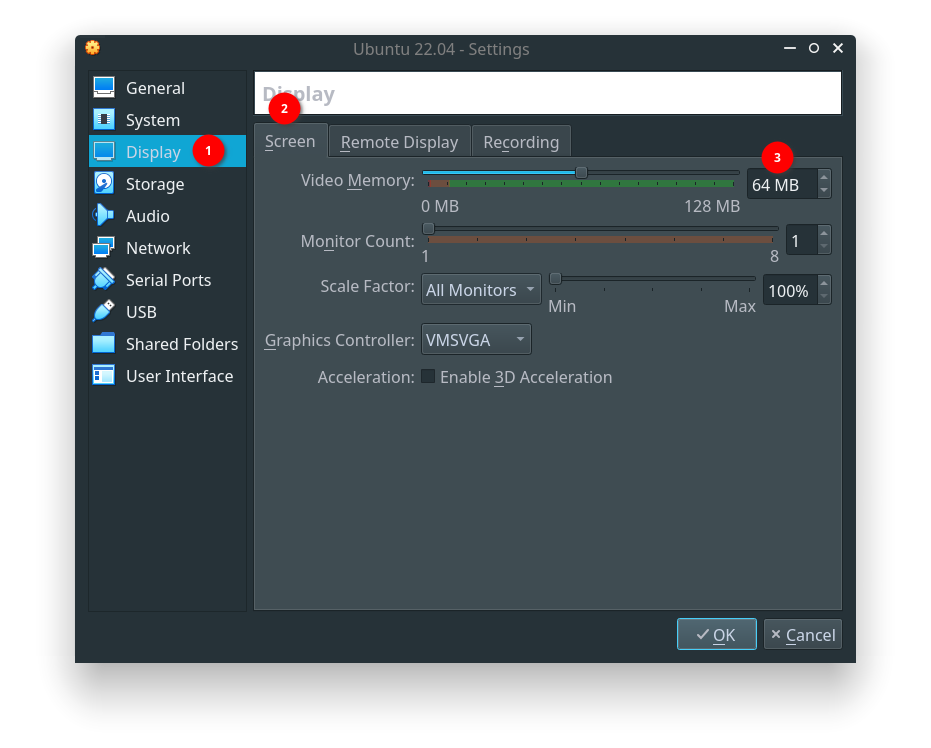 Ubuntu 22.04 - Settings
General
System
Display
1
Storage
Audio
Network
Serial Ports
USB
Shared Folders
User Interface
Display
2
Screen
Remote Display
Recording
3
Video Memory:
64 MB
0 MB
128 MB
Monitor Count:
1
1
8
Scale Factor:
All Monitors
100%
Min
Max
Graphics Controller:
VMSVGA
Acceleration:
Enable 3D Acceleration
OK
Cancel